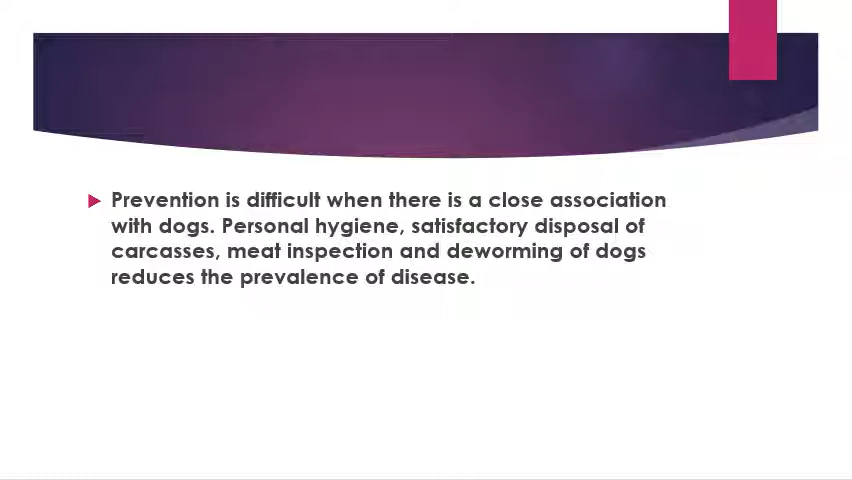 Prevention is difficult when there is a close association
with dogs. Personal hygiene, satisfactory disposal of
carcasses, meat inspection and deworming of dogs
reduces the prevalence of disease.